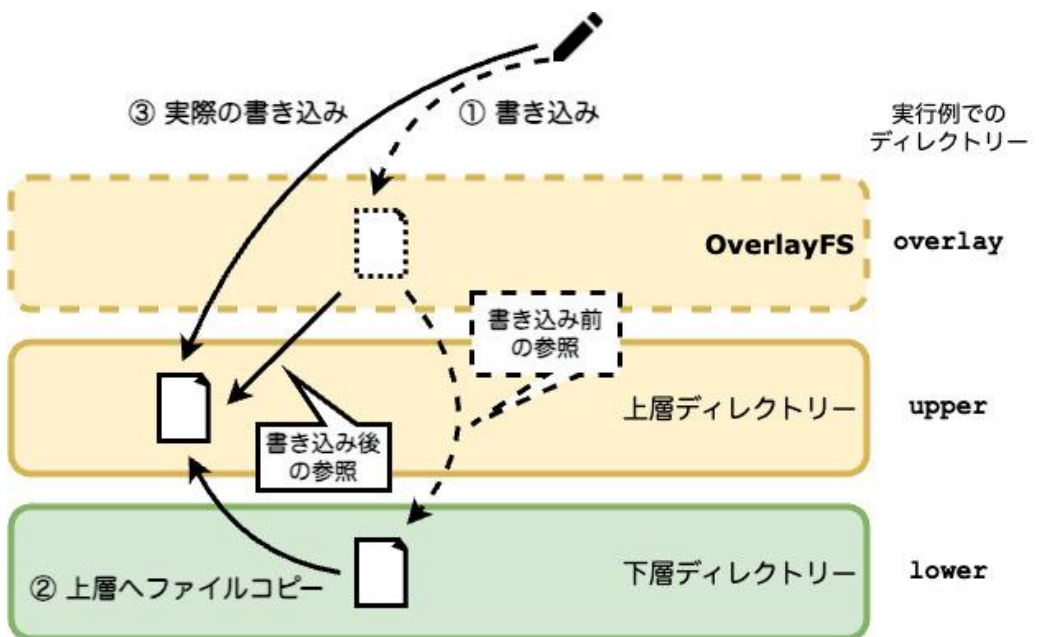 ③ 実際の書き込み
① 書き込み
実行例での
ディレクトリー
OverlayFS
overlay
書き込み前
の参照
上層ディレクトリー
upper
書き込み後
の参照
② 上層へファイルコピー
下層ディレクトリー
lower